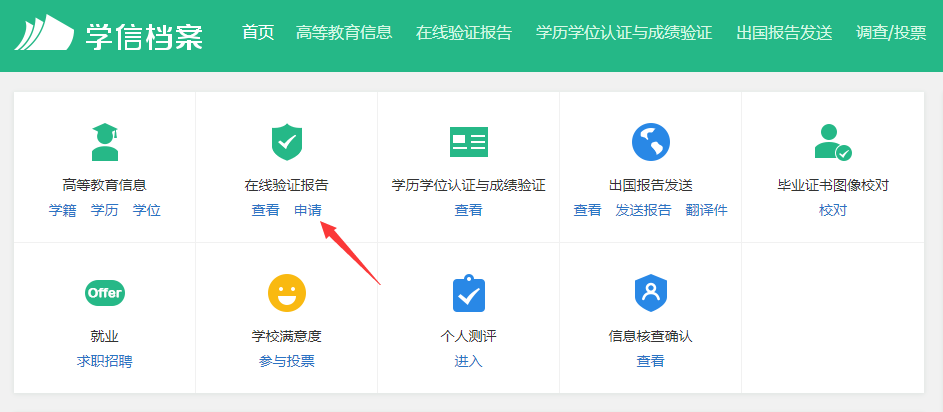 学信档案 首页 高等教育信息 在线验证报告 学历学位认证与成绩验证 出国报告发送 调查/投票
高等教育信息 在线验证报告 学历学位认证与成绩验证 出国报告发送 毕业证书图像校对
学籍 学历 学位 查看 申请 查看 查看 发送报告 翻译件 校对
Offer
就业 学校满意度 个人测评 信息核查确认
求职招聘 参与投票 进入 查看